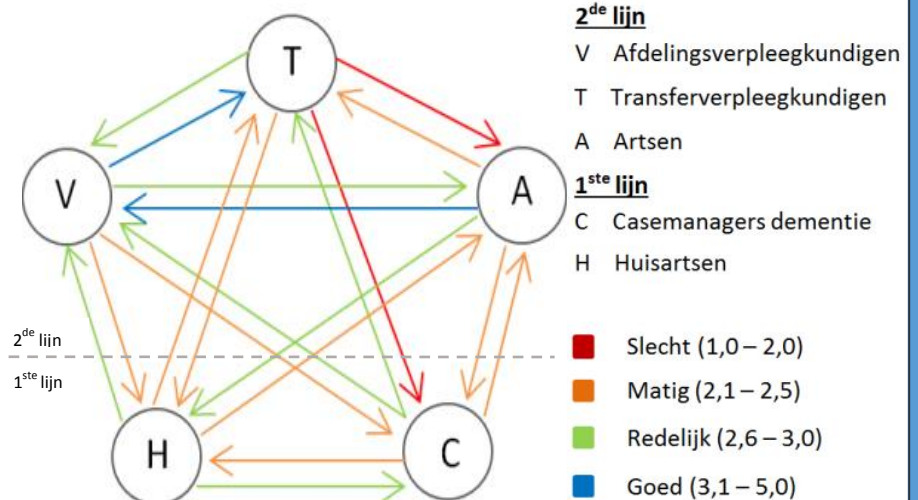 T
V
A
2de lijn
1ste lijn
H
C
2de lijn
V Afdelingsverpleegkundigen
T Transferverpleegkundigen
A Artsen
1ste lijn
C Casemanagers dementie
H Huisartsen
Slecht (1,0 – 2,0)
Matig (2,1 – 2,5)
Redelijk (2,6 – 3,0)
Goed (3,1 – 5,0)